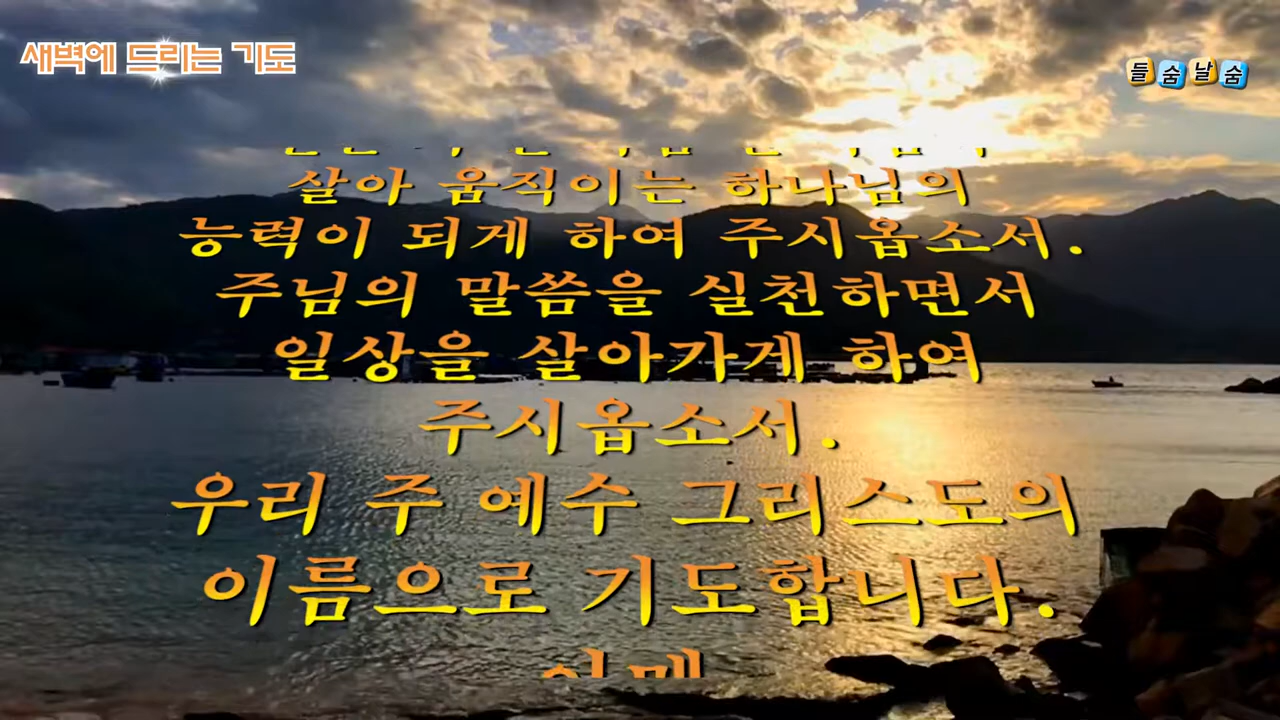 새벽에 드리는 기도
들숨날숨
살아 움직이는 하나님의
능력이 되게 하여 주시옵소서.
주님의 말씀을 실천하면서
일상을 살아가게 하여
주시옵소서.
우리 주 예수 그리스도의
이름으로 기도합니다.